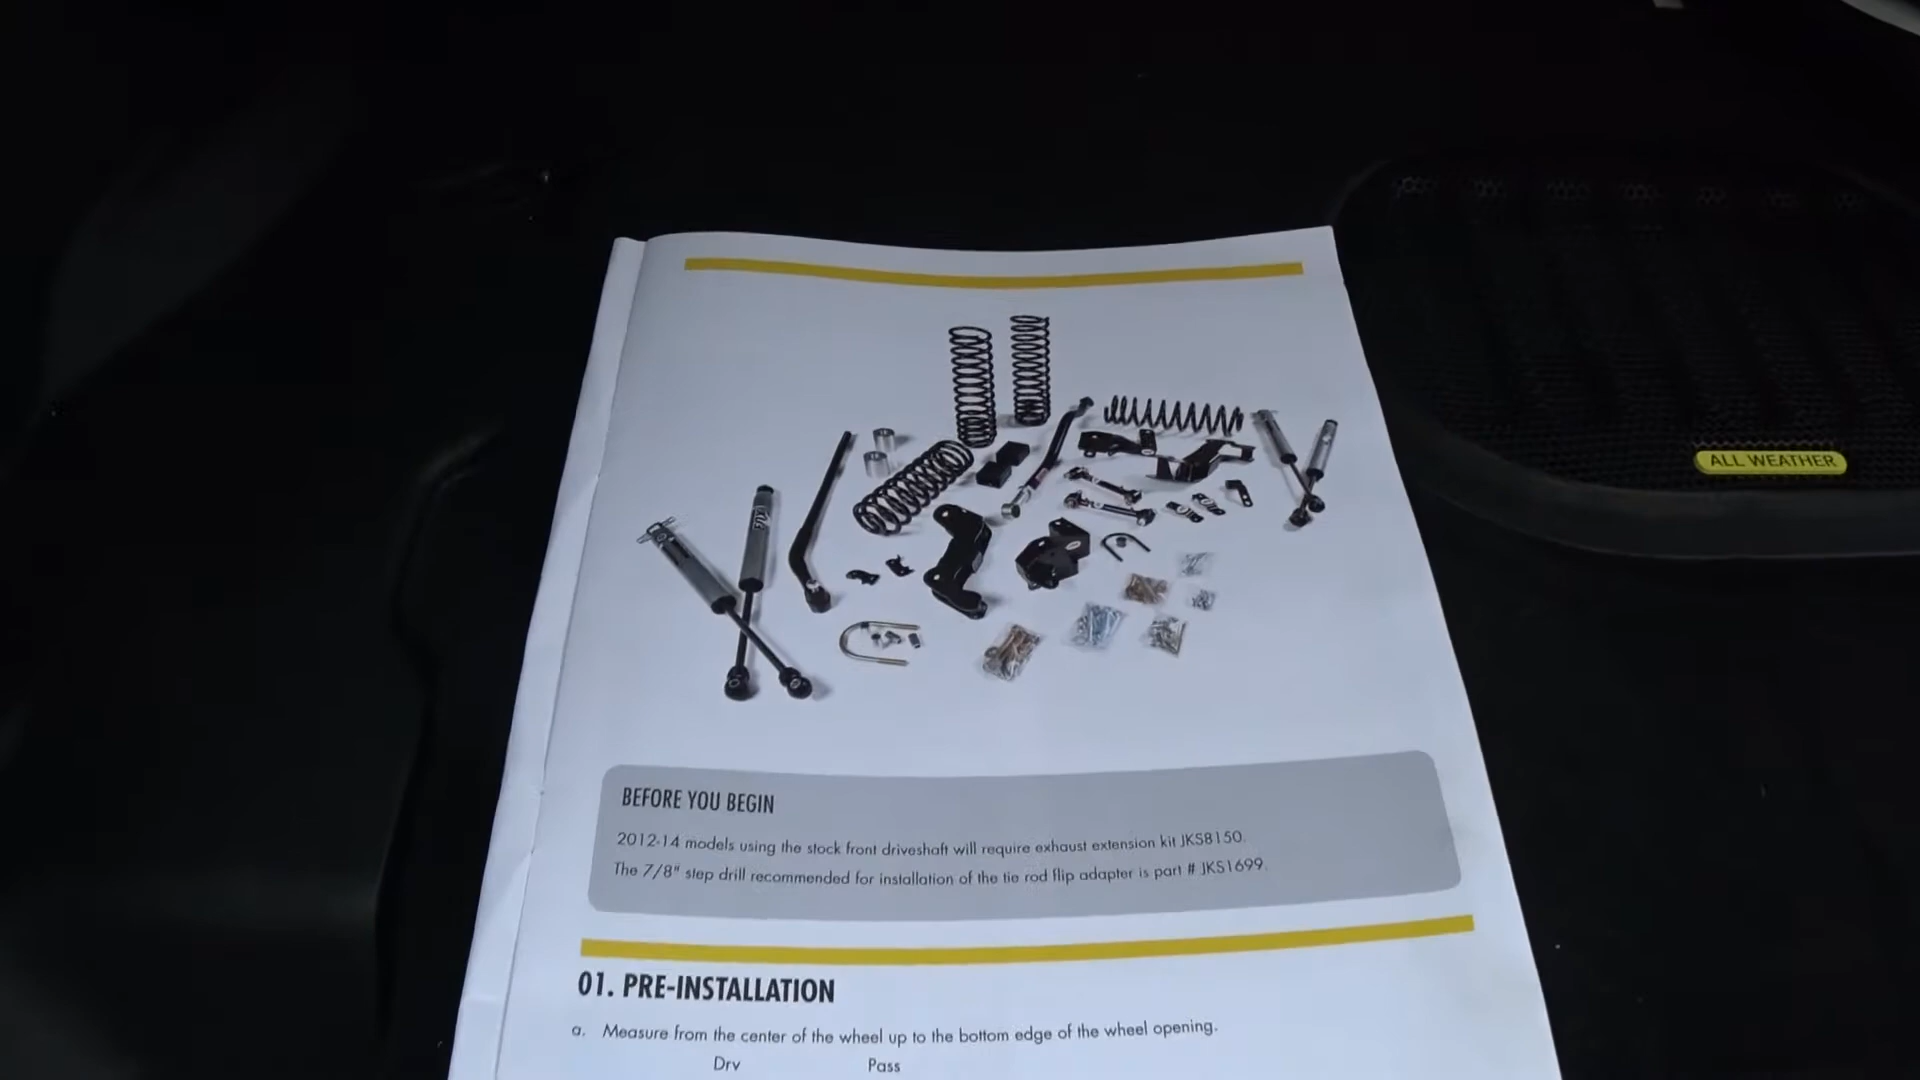 ALL WEATHER
FOX
BEFORE YOU BEGIN
2012-14 models using the stock front driveshaft will require exhaust extension kit JKS8150.
The 7/8" step drill recommended for installation of the tie rod flip adapter is part # JKS1699.
01. PRE-INSTALLATION
a. Measure from the center of the wheel up to the bottom edge of the wheel opening.
Drv Pass